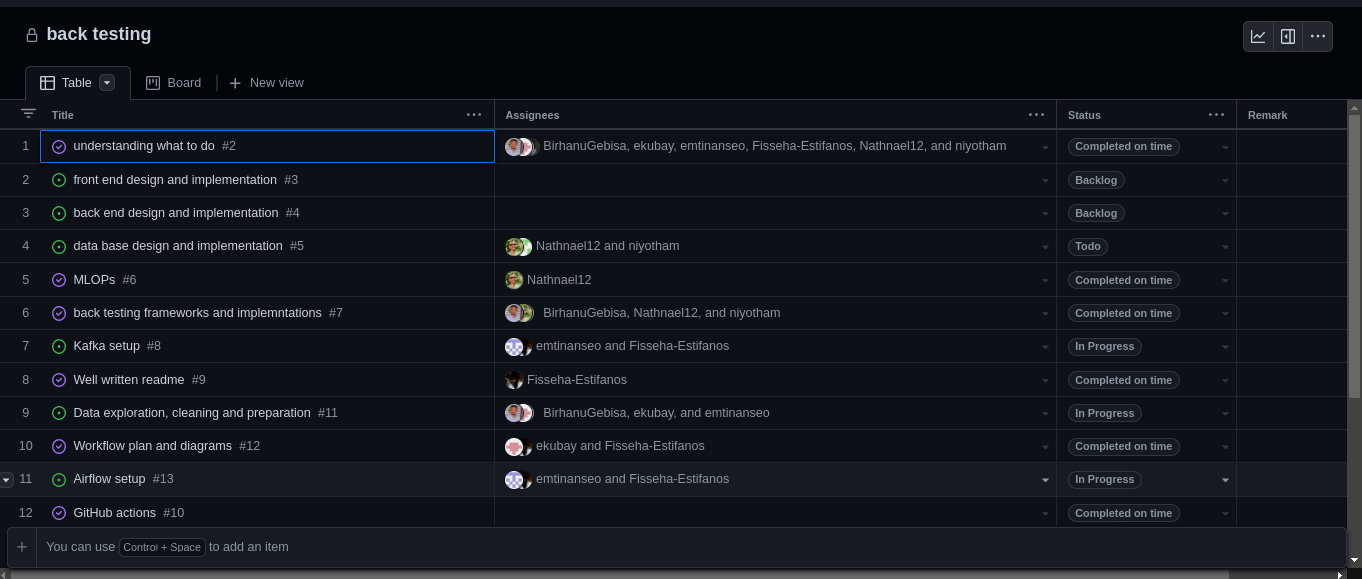 back testing
Table Board New view
Title Assignees Status Remark
1 understanding what to do #2 BirhanuGebisa, ekubay, emtinanseo, Fisseha-Estifanos, Nathnael12, and niyotham Completed on time
2 front end design and implementation #3 Backlog
3 back end design and implementation #4 Backlog
4 data base design and implementation #5 Nathnael12 and niyotham Todo
5 MLOPs #6 Nathnael12 Completed on time
6 back testing frameworks and implemntations #7 BirhanuGebisa, Nathnael12, and niyotham Completed on time
7 Kafka setup #8 emtinanseo and Fisseha-Estifanos In Progress
8 Well written readme #9 Fisseha-Estifanos Completed on time
9 Data exploration, cleaning and preparation #11 BirhanuGebisa, ekubay, and emtinanseo In Progress
10 Workflow plan and diagrams #12 ekubay and Fisseha-Estifanos Completed on time
11 Airflow setup #13 emtinanseo and Fisseha-Estifanos In Progress
12 GitHub actions #10 Completed on time
You can use Control + Space to add an item